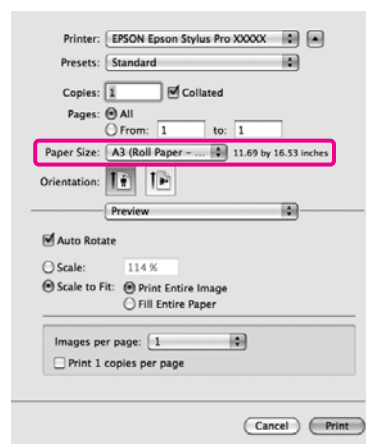 Printer: EPSON Epson Stylus Pro XXXXX
Presets: Standard
Copies: 1 Collated
Pages: All
From: 1 to: 1
Paper Size: A3 (Roll Paper – ... 11.69 by 16.53 inches
Orientation:
Preview
Auto Rotate
Scale: 114 %
Scale to Fit: Print Entire Image
Fill Entire Paper
Images per page: 1
Print 1 copies per page
Cancel Print